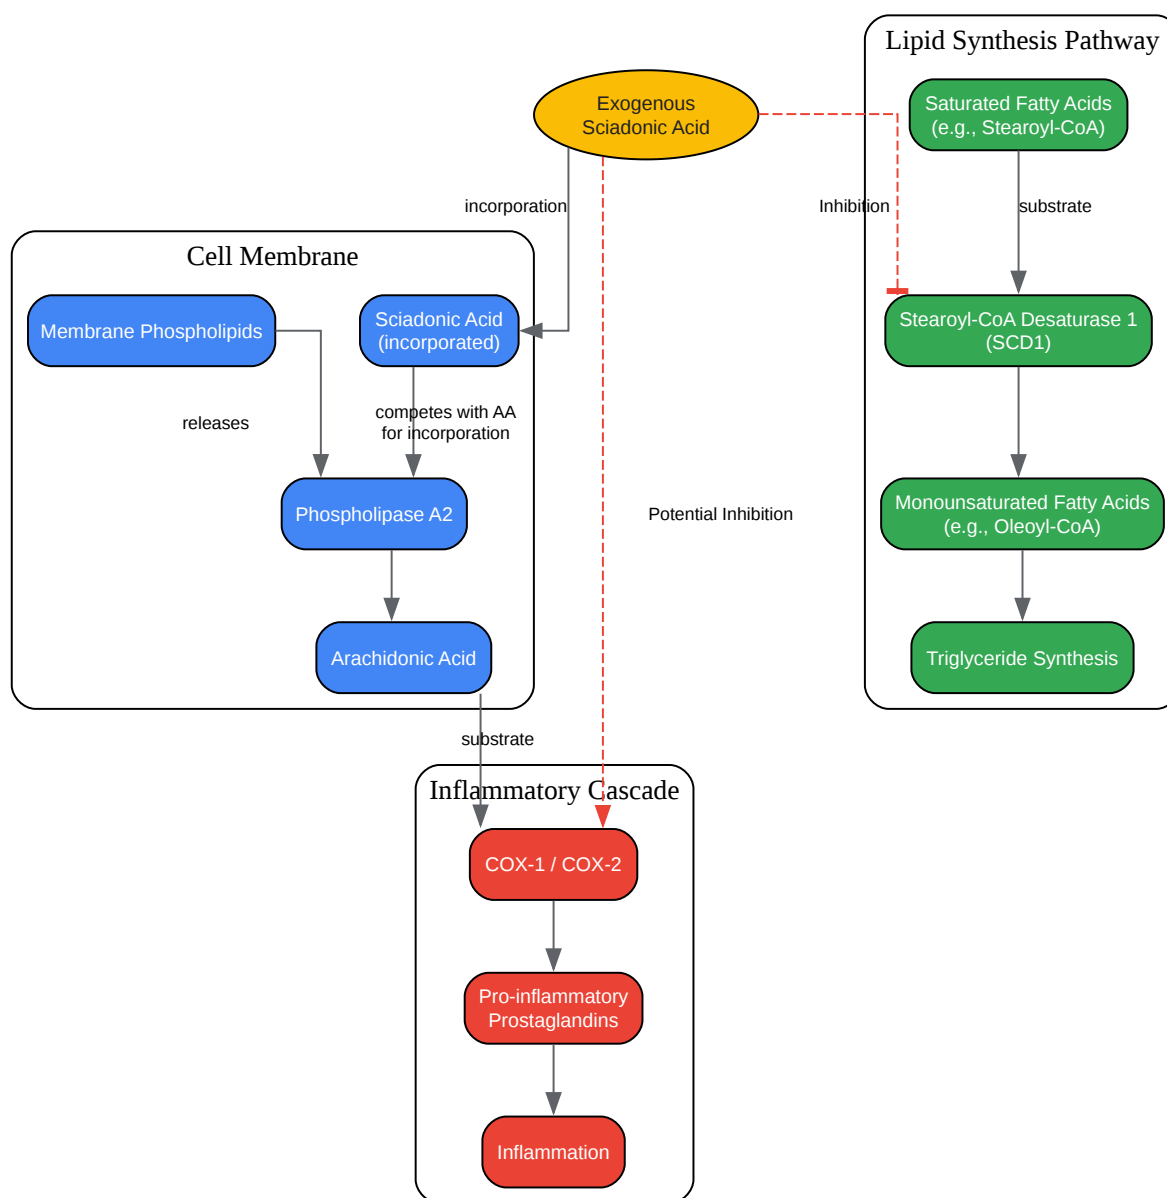 Lipid Synthesis Pathway
Exogenous
Sciadonic Acid
Saturated Fatty Acids
(e.g., Stearoyl-CoA)
incorporation
Inhibition
substrate
Cell Membrane
Membrane Phospholipids
Sciadonic Acid
(incorporated)
Stearoyl-CoA Desaturase 1
(SCD1)
releases
competes with AA
for incorporation
Phospholipase A2
Potential Inhibition
Monounsaturated Fatty Acids
(e.g., Oleoyl-CoA)
Arachidonic Acid
Triglyceride Synthesis
substrate
Inflammatory Cascade
COX-1 / COX-2
Pro-inflammatory
Prostaglandins
Inflammation